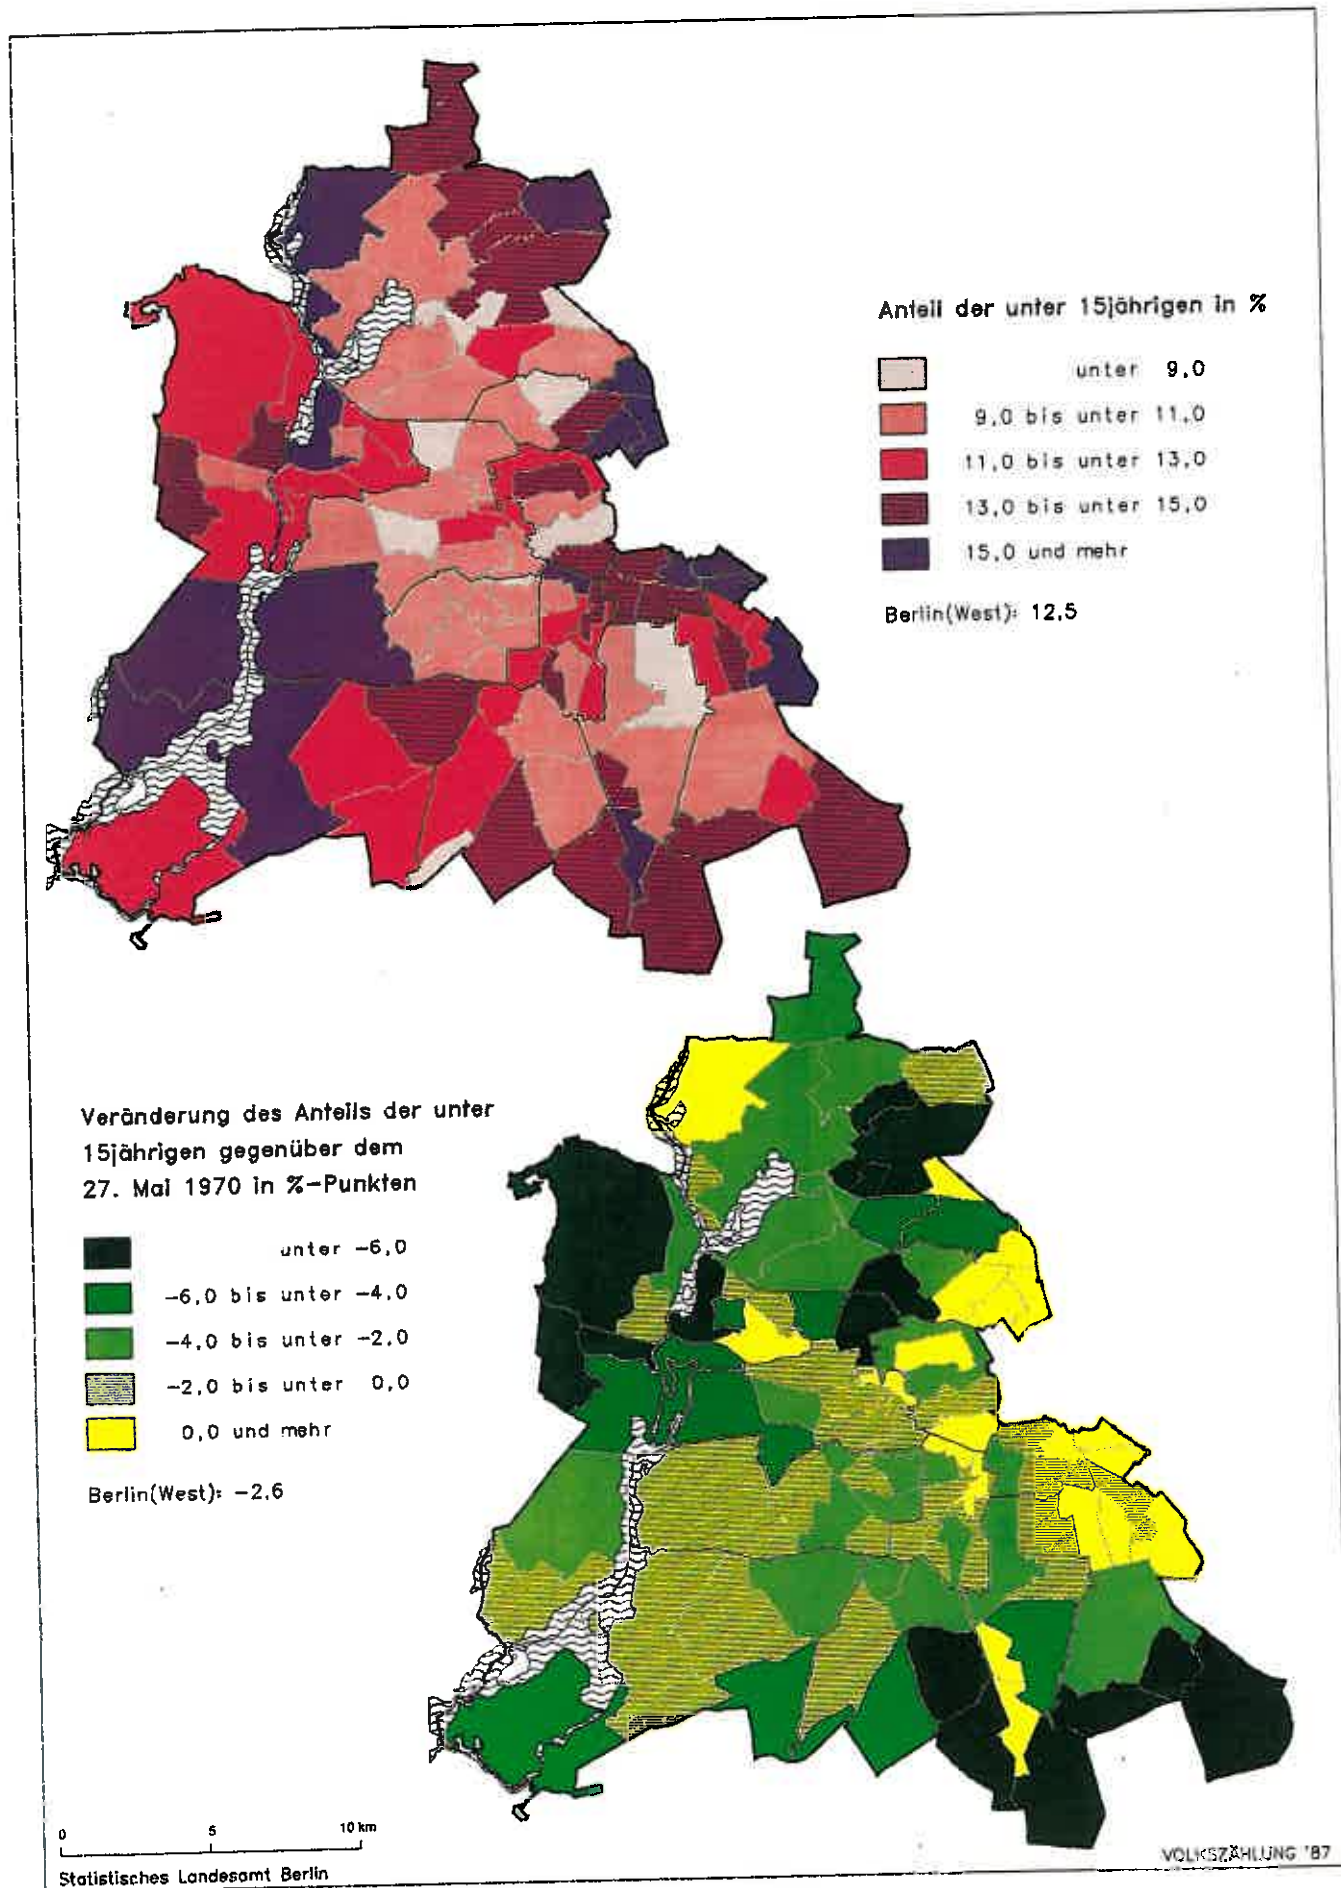 Anteil der unter 15jährigen in %
unter 9,0
9,0 bis unter 11,0
11,0 bis unter 13,0
13,0 bis unter 15,0
15,0 und mehr
Berlin(West): 12,5
Veränderung des Anteils der unter
15jährigen gegenüber dem
27. Mai 1970 in %-Punkten
unter -6,0
-6,0 bis unter -4,0
-4,0 bis unter -2,0
-2,0 bis unter 0,0
0,0 und mehr
Berlin(West): -2,6
0 5 10 km
Statistisches Landesamt Berlin
VOLKSZÄHLUNG '87